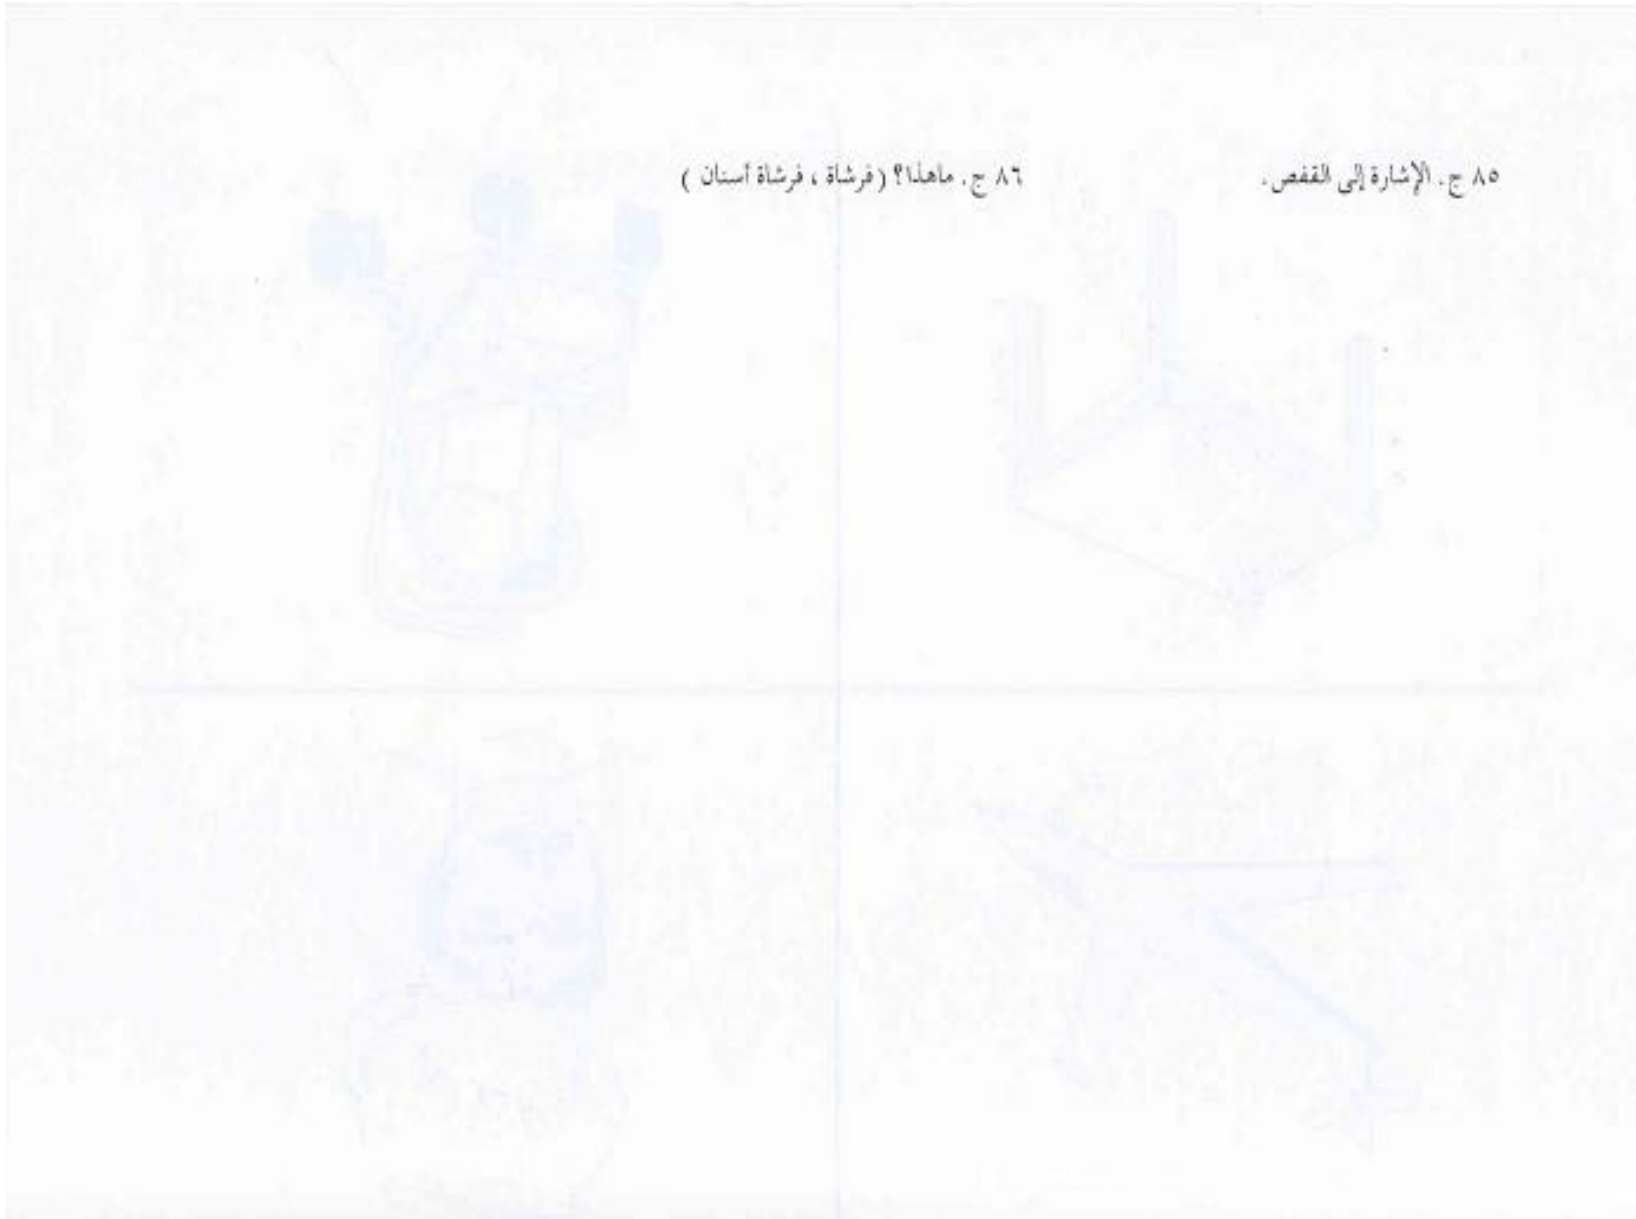 ٨٥ ج. الإشارة إلى القفص.
٨٦ ج. ماهذا؟ (فرشاة ، فرشاة أسنان )